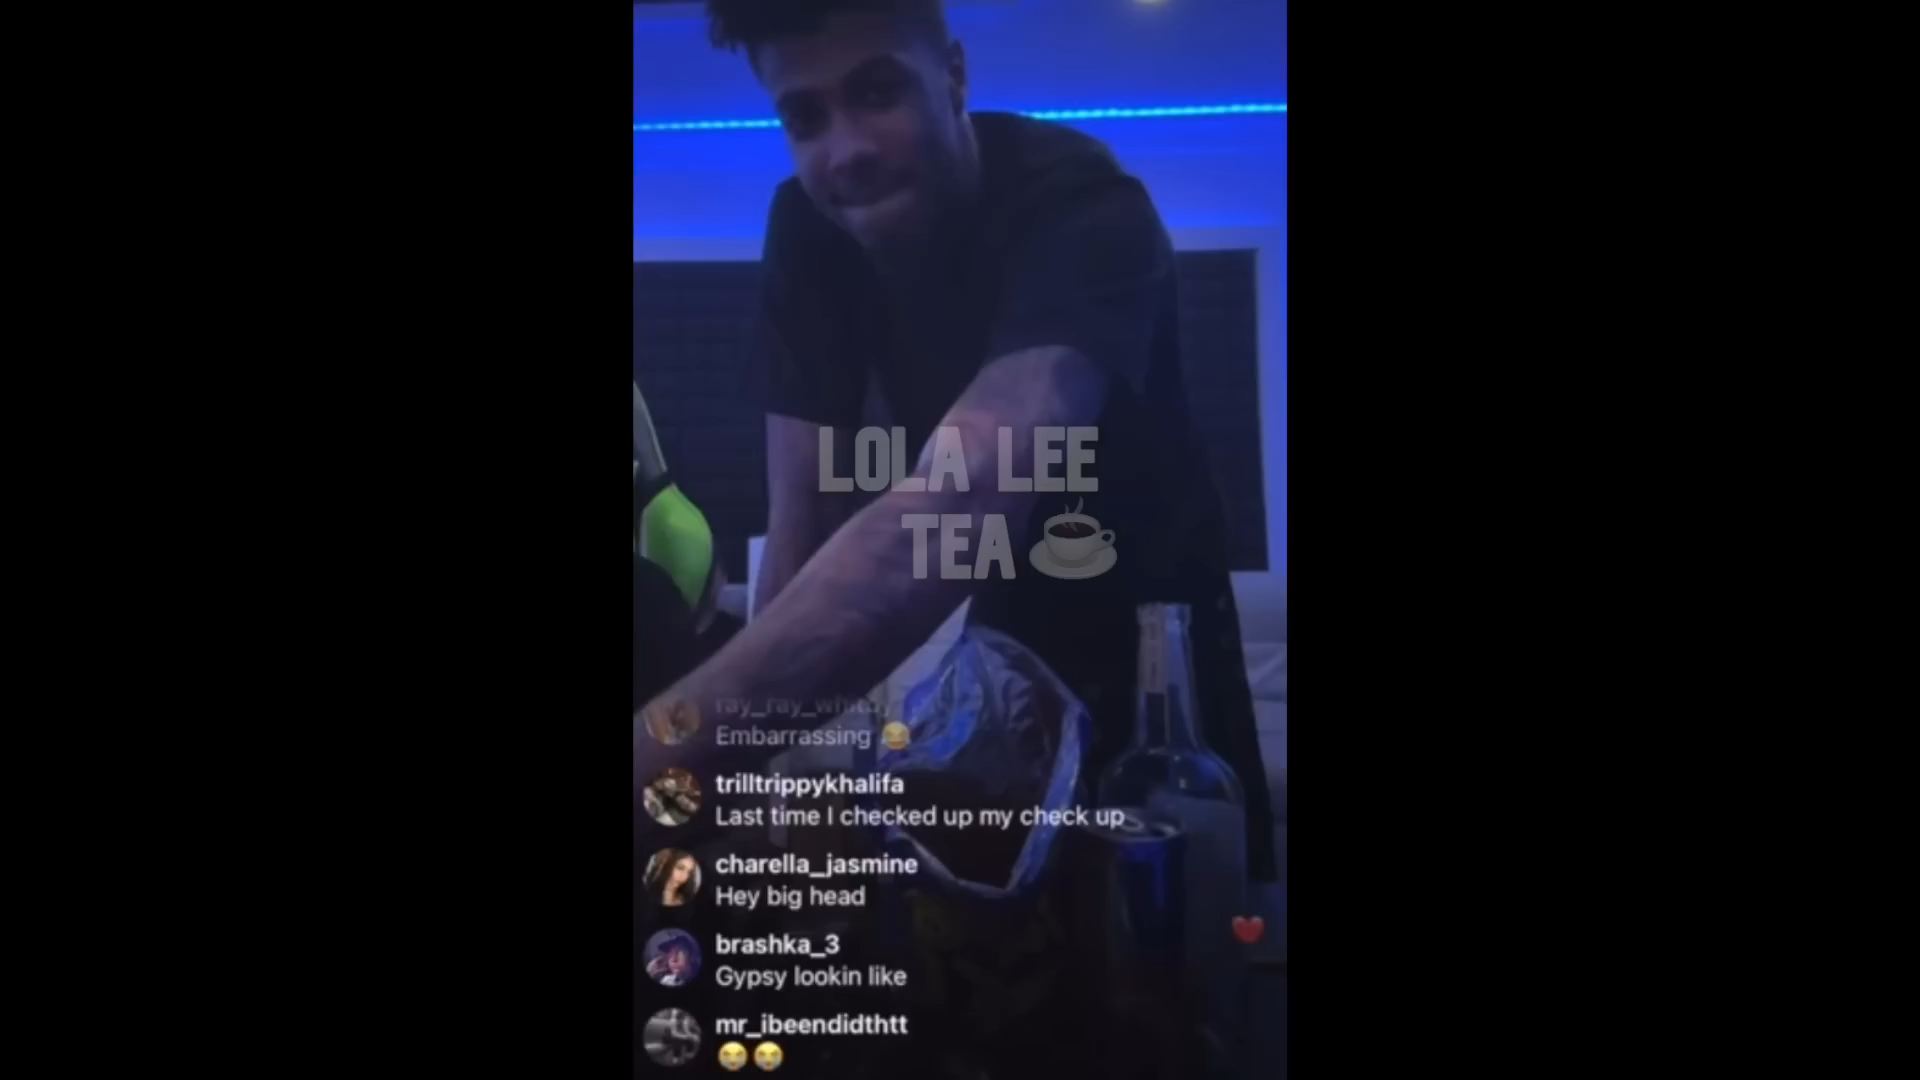 LOLA LEE
TEA
ray_ray_whitby
Embarrassing 😂
trilltrippykhalifa
Last time I checked up my check up
charella_jasmine
Hey big head
brashka_3
Gypsy lookin like
mr_ibeendidthtt
😭😭